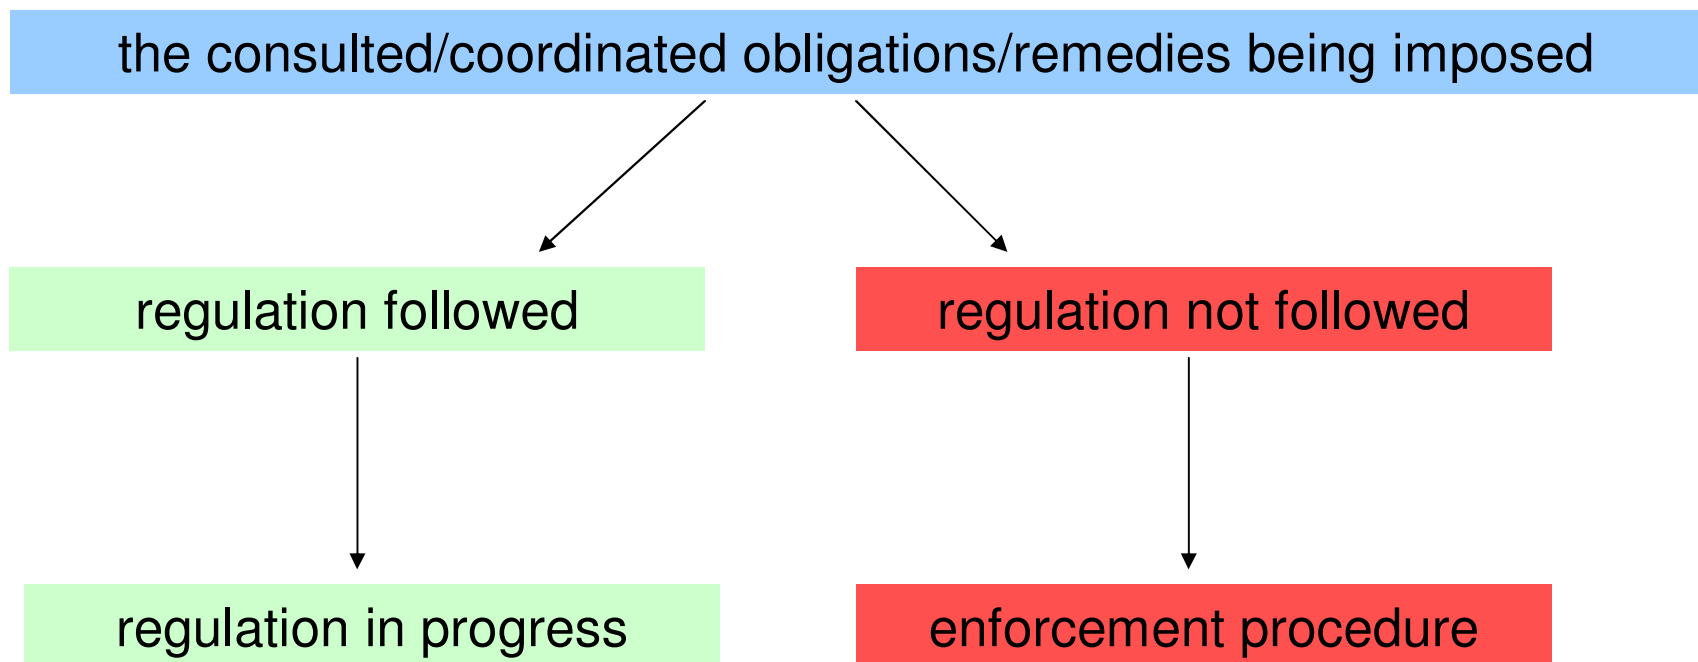 the consulted/coordinated obligations/remedies being imposed
regulation followed
regulation not followed
regulation in progress
enforcement procedure